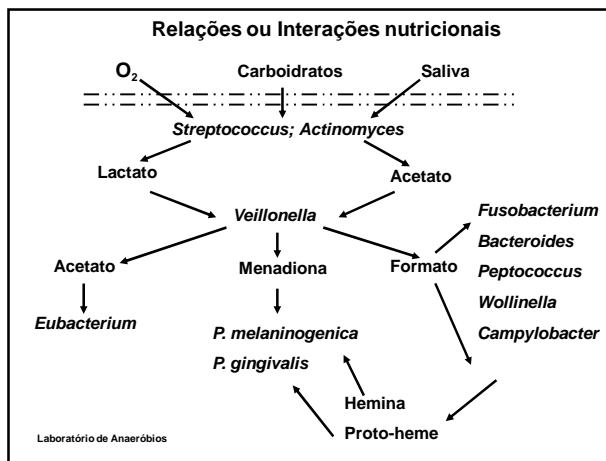 Relações ou Interações nutricionais
O2 Carboidratos Saliva
Streptococcus; Actinomyces
Lactato Acetato
Veillonella
Fusobacterium
Bacteroides
Acetato Menadiona Formato Peptococcus
Wollinella
Eubacterium
P. melaninogenica Campylobacter
P. gingivalis
Hemina
Proto-heme
Laboratório de Anaeróbios